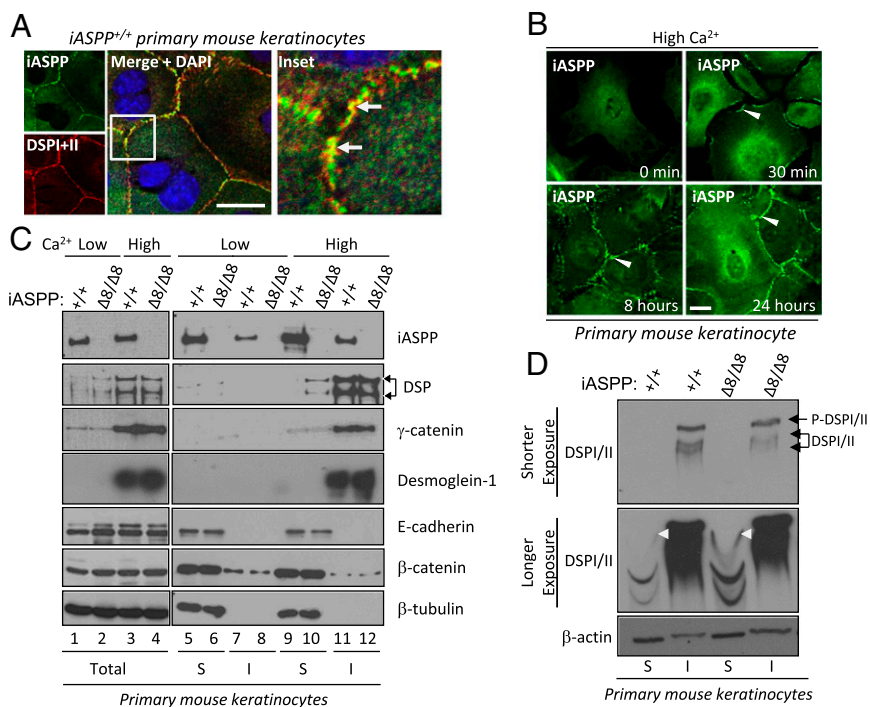 A
iASPP+/+ primary mouse keratinocytes
iASPP
Merge + DAPI
Inset
DSPI+II
B
High Ca2+
iASPP
iASPP
0 min
30 min
iASPP
iASPP
8 hours
24 hours
Primary mouse keratinocyte
C
Ca2+ Low High Low High
iASPP: +/+ Δ8/Δ8 +/+ Δ8/Δ8 +/+ Δ8/Δ8 +/+ Δ8/Δ8 +/+ Δ8/Δ8 +/+ Δ8/Δ8
iASPP
DSP
γ-catenin
Desmoglein-1
E-cadherin
β-catenin
β-tubulin
1 2 3 4 5 6 7 8 9 10 11 12
Total S I S I
Primary mouse keratinocytes
D
iASPP: +/+ +/+ Δ8/Δ8 Δ8/Δ8
Shorter Exposure
DSPI/II
P-DSPI/II
DSPI/II
Longer Exposure
DSPI/II
β-actin
S I S I
Primary mouse keratinocytes